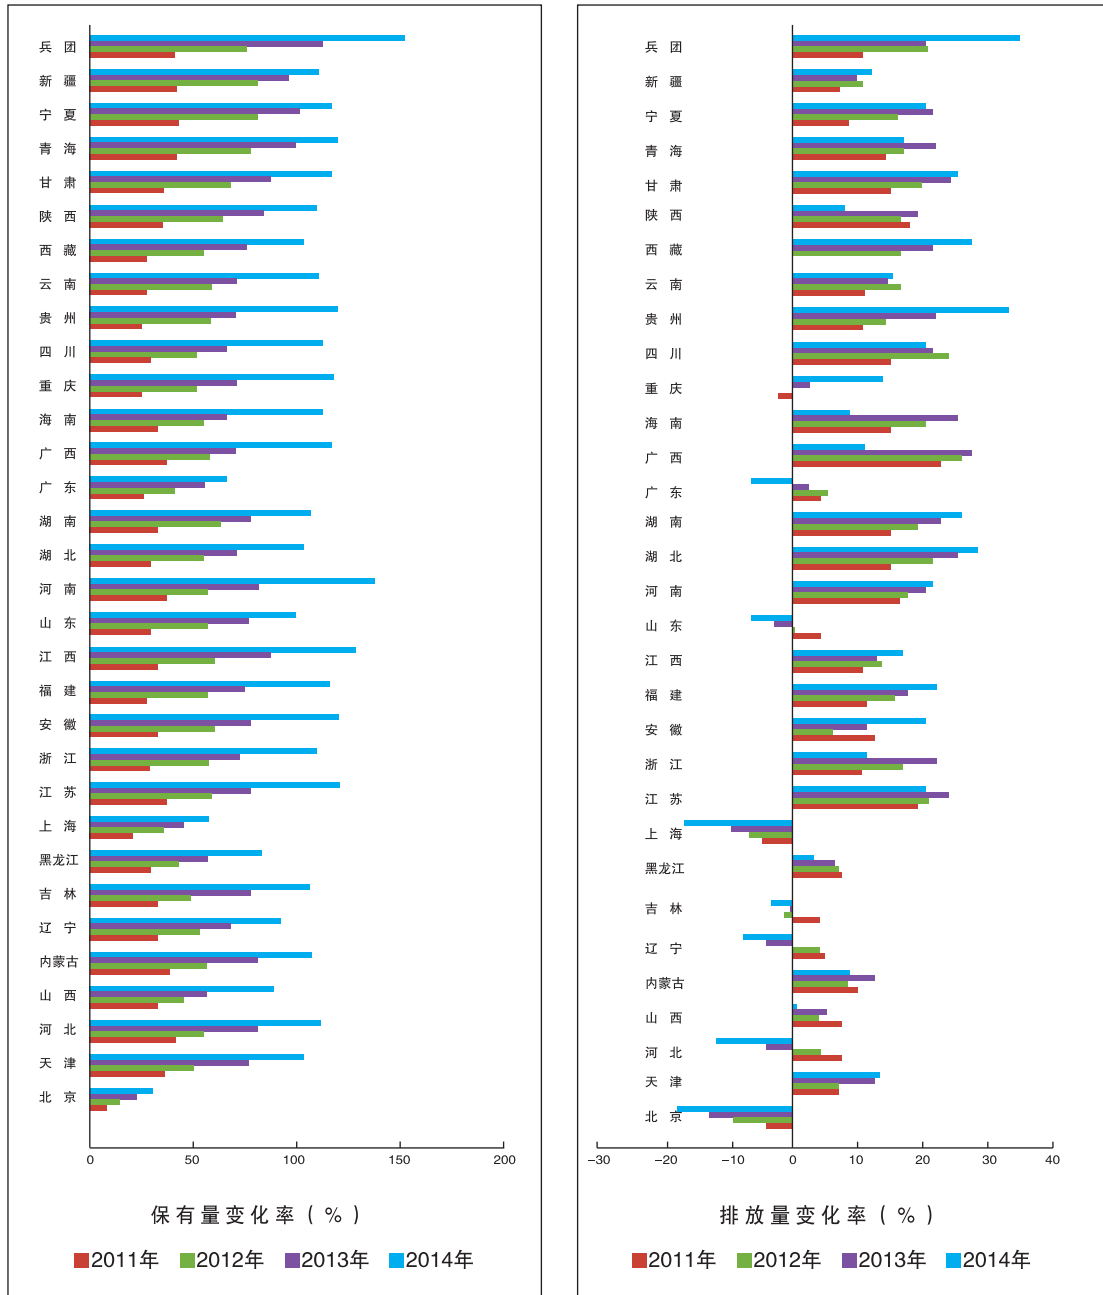 兵 团
新 疆
宁 夏
青 海
甘 肃
陕 西
西 藏
云 南
贵 州
四 川
重 庆
海 南
广 西
广 东
湖 南
湖 北
河 南
山 东
江 西
福 建
安 徽
浙 江
江 苏
上 海
黑龙江
吉 林
辽 宁
内蒙古
山 西
河 北
天 津
北 京
0 50 100 150 200
保有量变化率(%)
2011年 2012年 2013年 2014年
兵 团
新 疆
宁 夏
青 海
甘 肃
陕 西
西 藏
云 南
贵 州
四 川
重 庆
海 南
广 西
广 东
湖 南
湖 北
河 南
山 东
江 西
福 建
安 徽
浙 江
江 苏
上 海
黑龙江
吉 林
辽 宁
内蒙古
山 西
河 北
天 津
北 京
−30 −20 −10 0 10 20 30 40
排放量变化率(%)
2011年 2012年 2013年 2014年